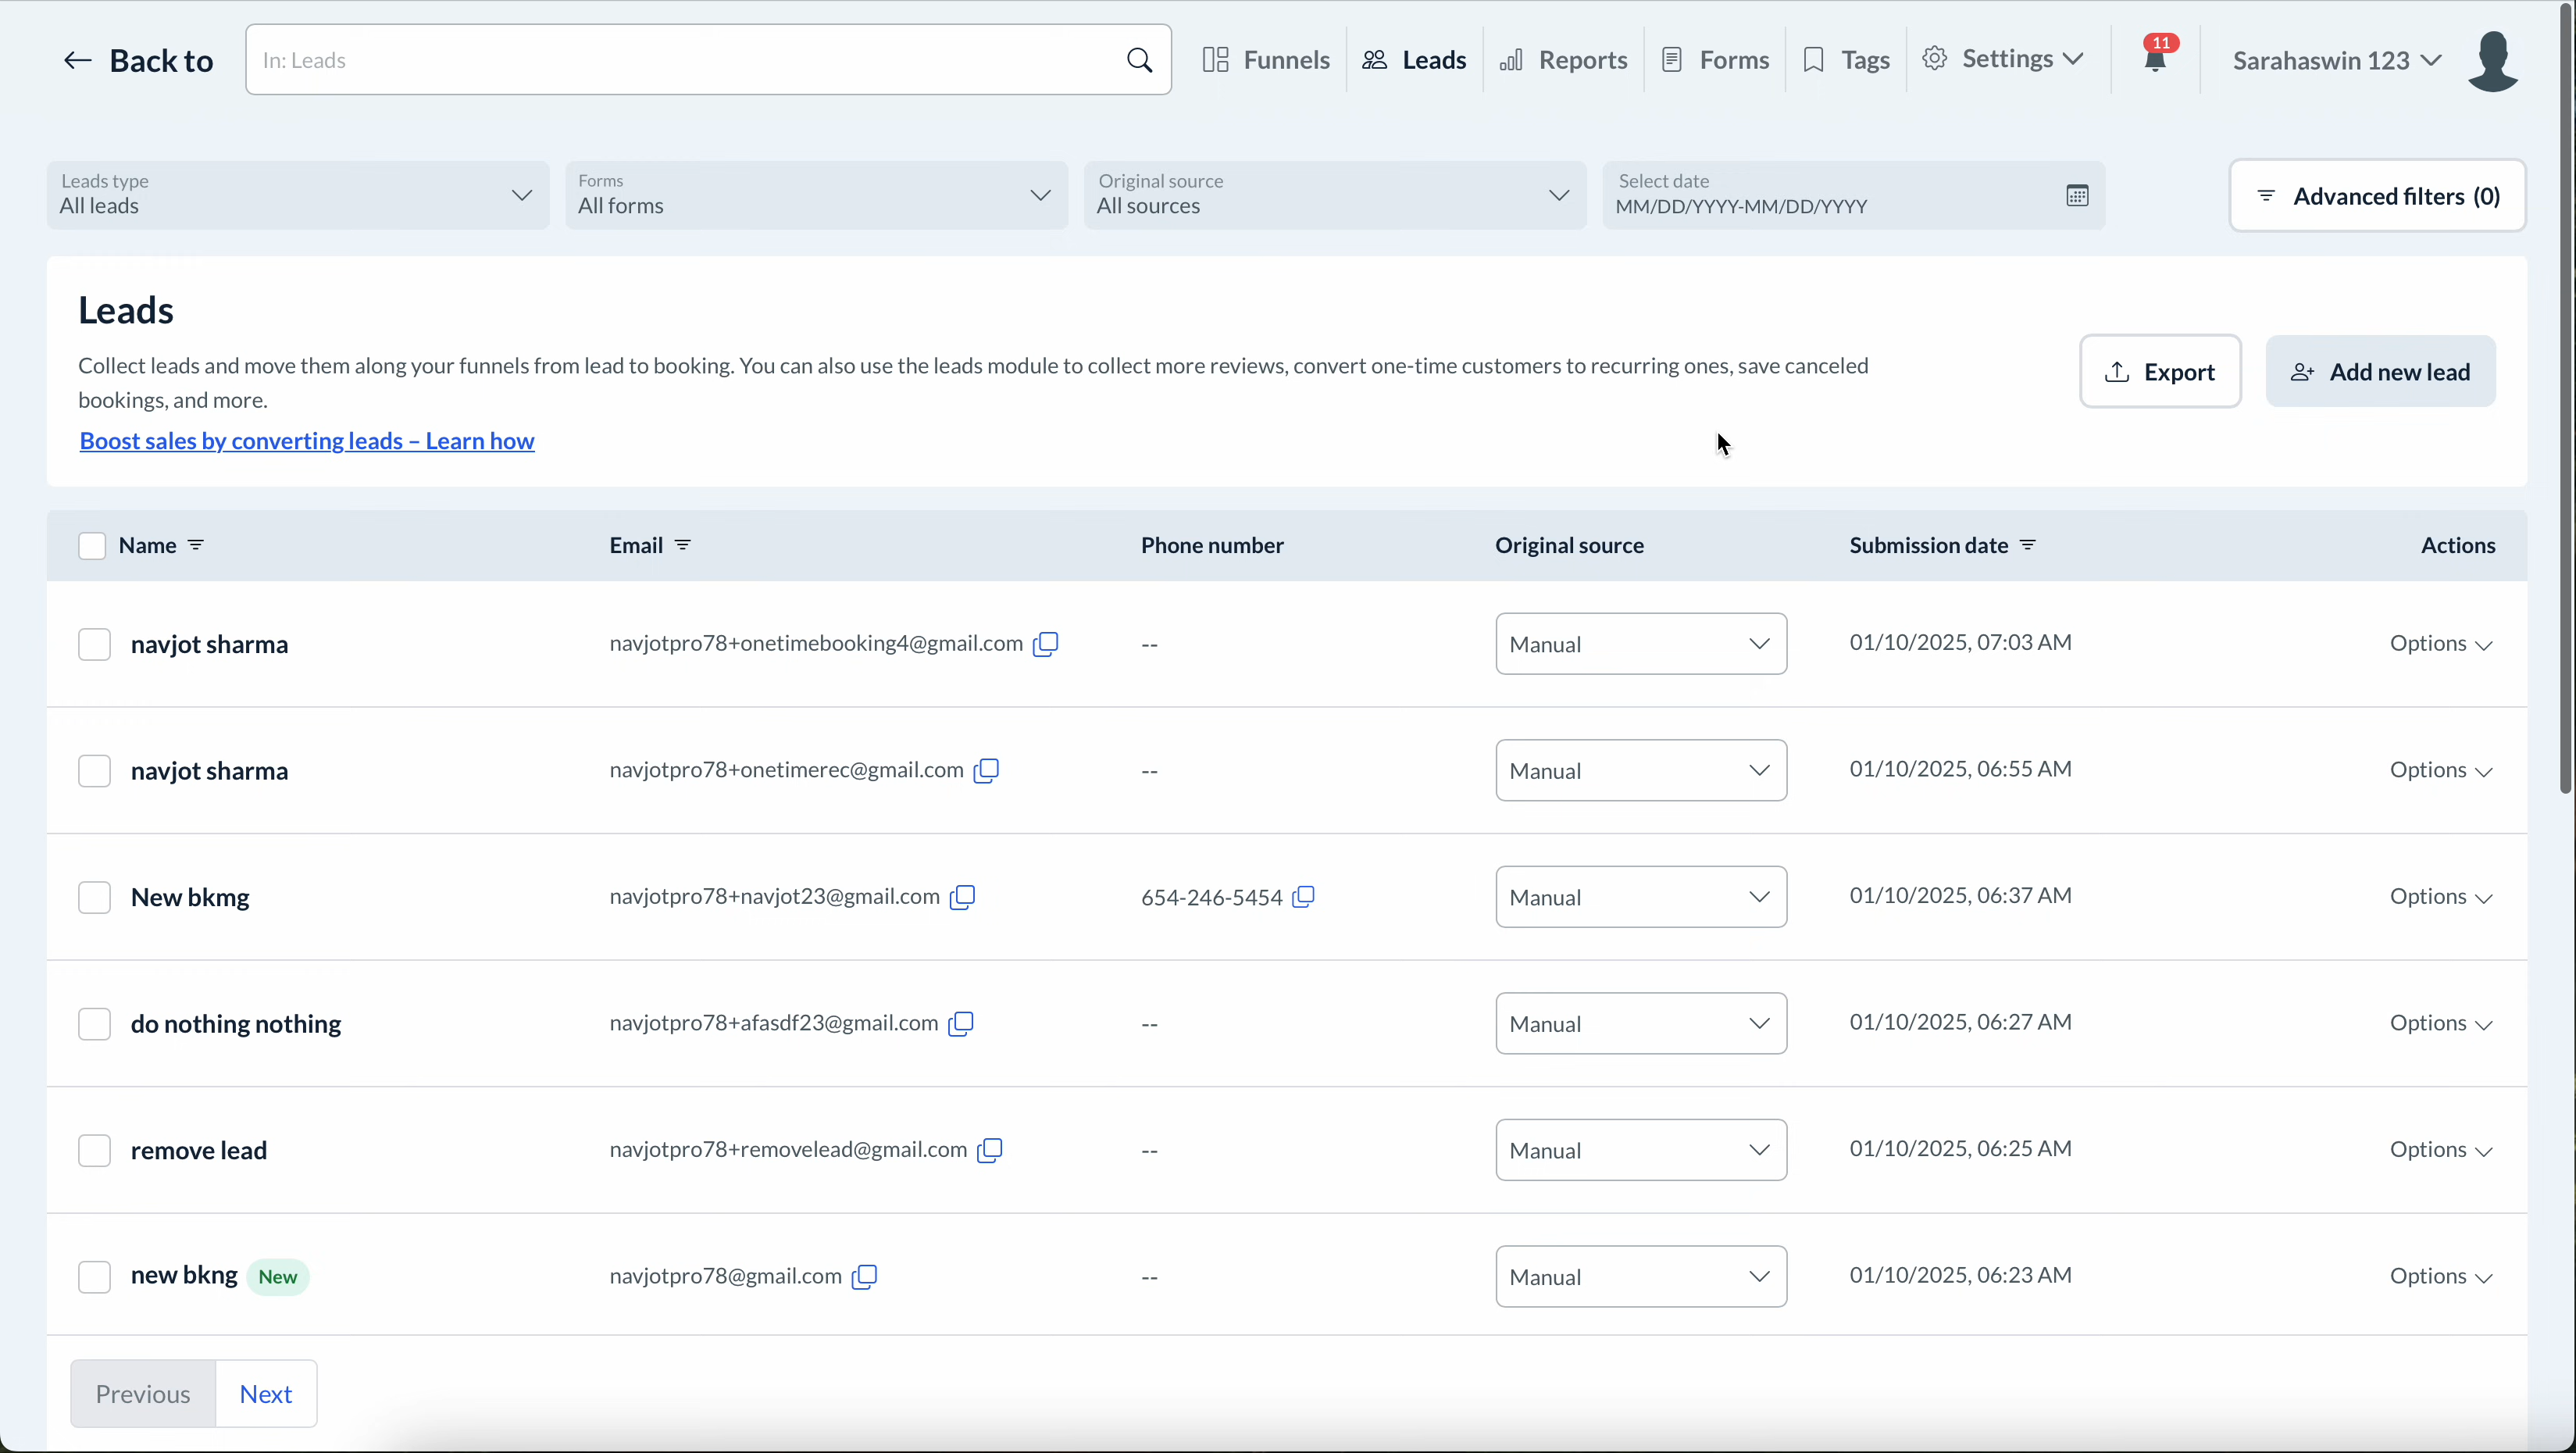 Back to
In: Leads
Funnels
Leads
Reports
Forms
Tags
Settings
11
Sarahaswin 123
Leads type
All leads
Forms
All forms
Original source
All sources
Select date
MM/DD/YYYY-MM/DD/YYYY
Advanced filters (0)
Leads
Collect leads and move them along your funnels from lead to booking. You can also use the leads module to collect more reviews, convert one-time customers to recurring ones, save canceled
bookings, and more.
Boost sales by converting leads – Learn how
Export
Add new lead
Name Email Phone number Original source Submission date Actions
navjot sharma navjotpro78+onetimebooking4@gmail.com -- Manual 01/10/2025, 07:03 AM Options
navjot sharma navjotpro78+onetimerec@gmail.com -- Manual 01/10/2025, 06:55 AM Options
New bkmg navjotpro78+navjot23@gmail.com 654-246-5454 Manual 01/10/2025, 06:37 AM Options
do nothing nothing navjotpro78+afasdf23@gmail.com -- Manual 01/10/2025, 06:27 AM Options
remove lead navjotpro78+removelead@gmail.com -- Manual 01/10/2025, 06:25 AM Options
new bkng New navjotpro78@gmail.com -- Manual 01/10/2025, 06:23 AM Options
Previous Next